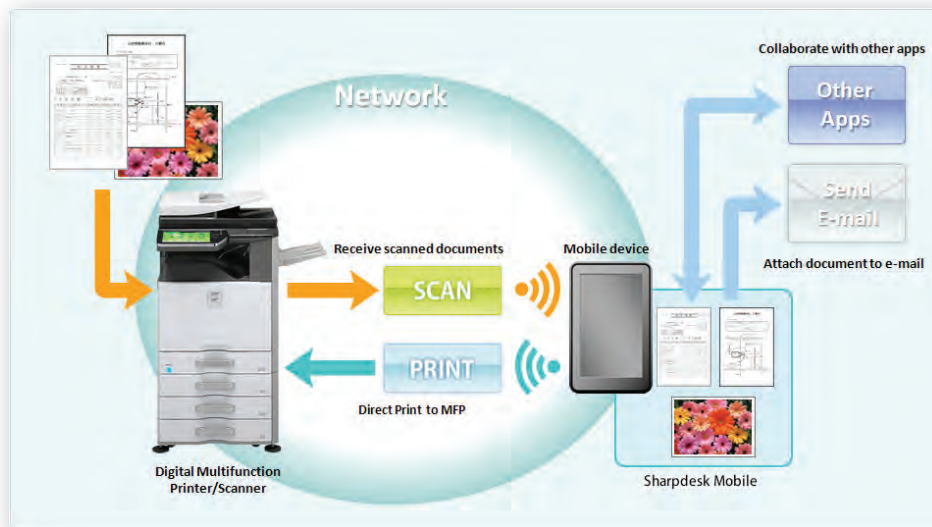 Collaborate with other apps
Other
Apps
Network
Send
E-mail
Receive scanned documents
Mobile device
Attach document to e-mail
SCAN
PRINT
Direct Print to MFP
Digital Multifunction
Printer/Scanner
Sharpdesk Mobile